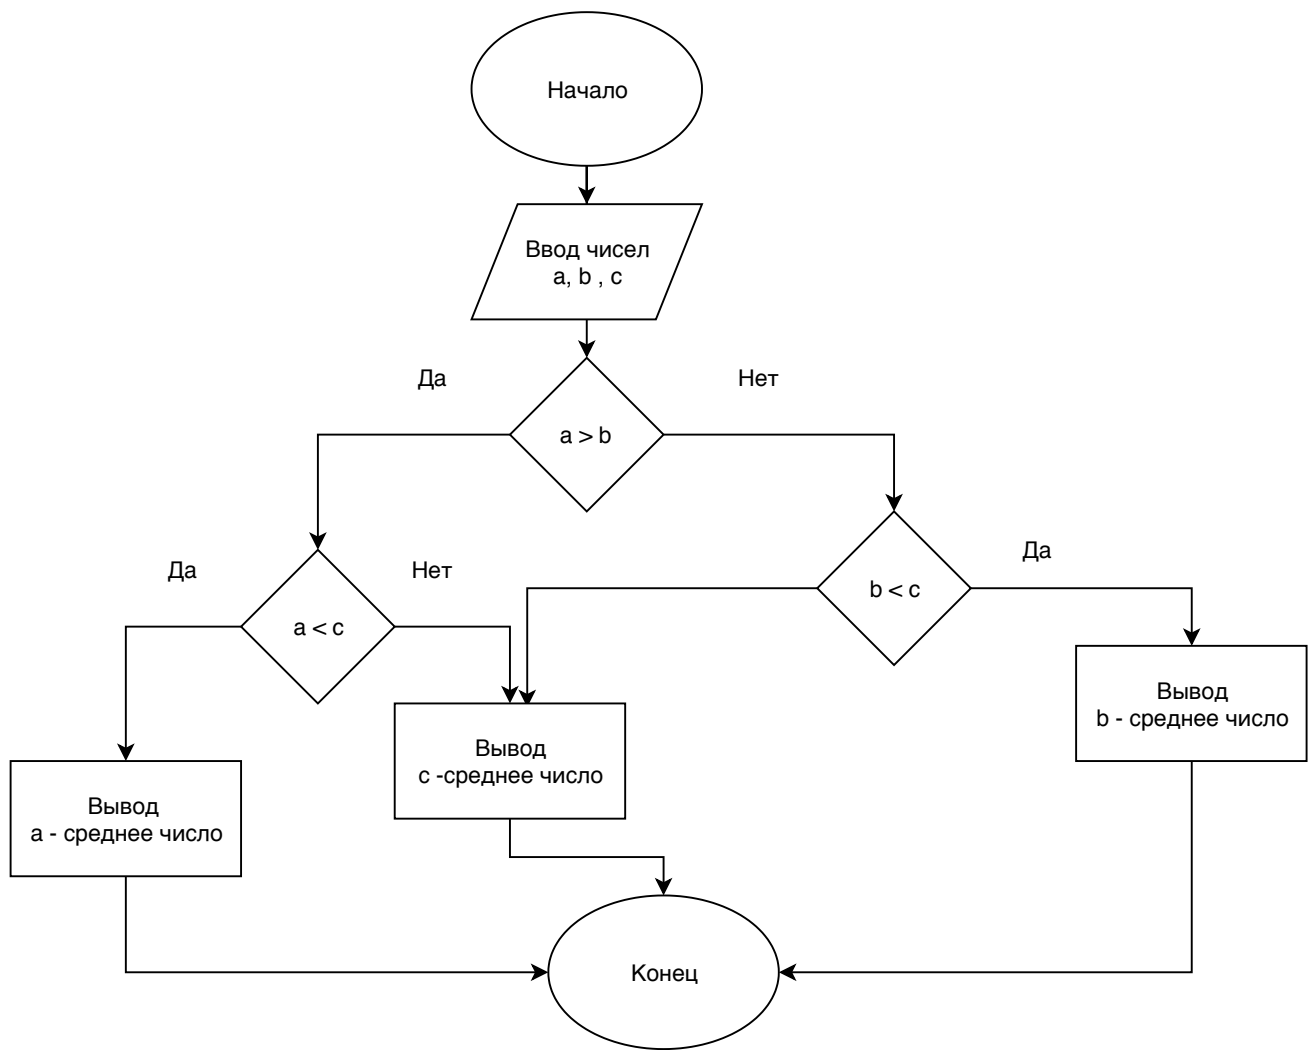 Начало
Ввод чисел
a, b , c
Да
Нет
a > b
Да
Нет
a < c
b < c
Да
Вывод
b - среднее число
Вывод
c -среднее число
Вывод
a - среднее число
Конец